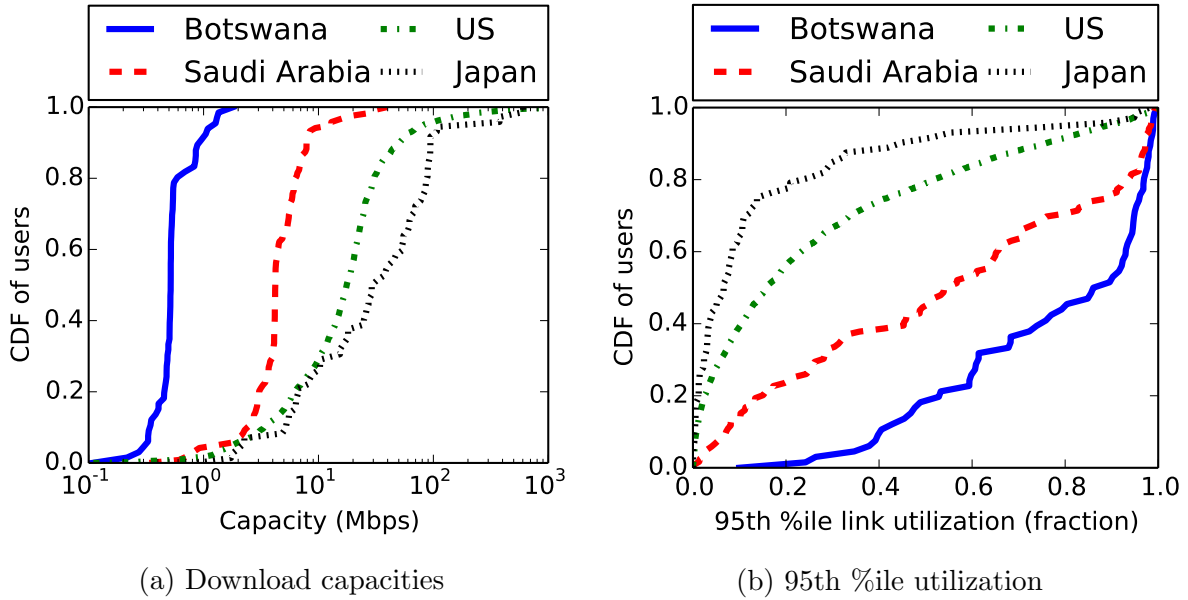 Botswana US
Saudi Arabia Japan
1.0
0.8
0.6
0.4
0.2
0.0
CDF of users
10^-1 10^0 10^1 10^2 10^3
Capacity (Mbps)
(a) Download capacities
Botswana US
Saudi Arabia Japan
1.0
0.8
0.6
0.4
0.2
0.0
CDF of users
0.0 0.2 0.4 0.6 0.8 1.0
95th %ile link utilization (fraction)
(b) 95th %ile utilization